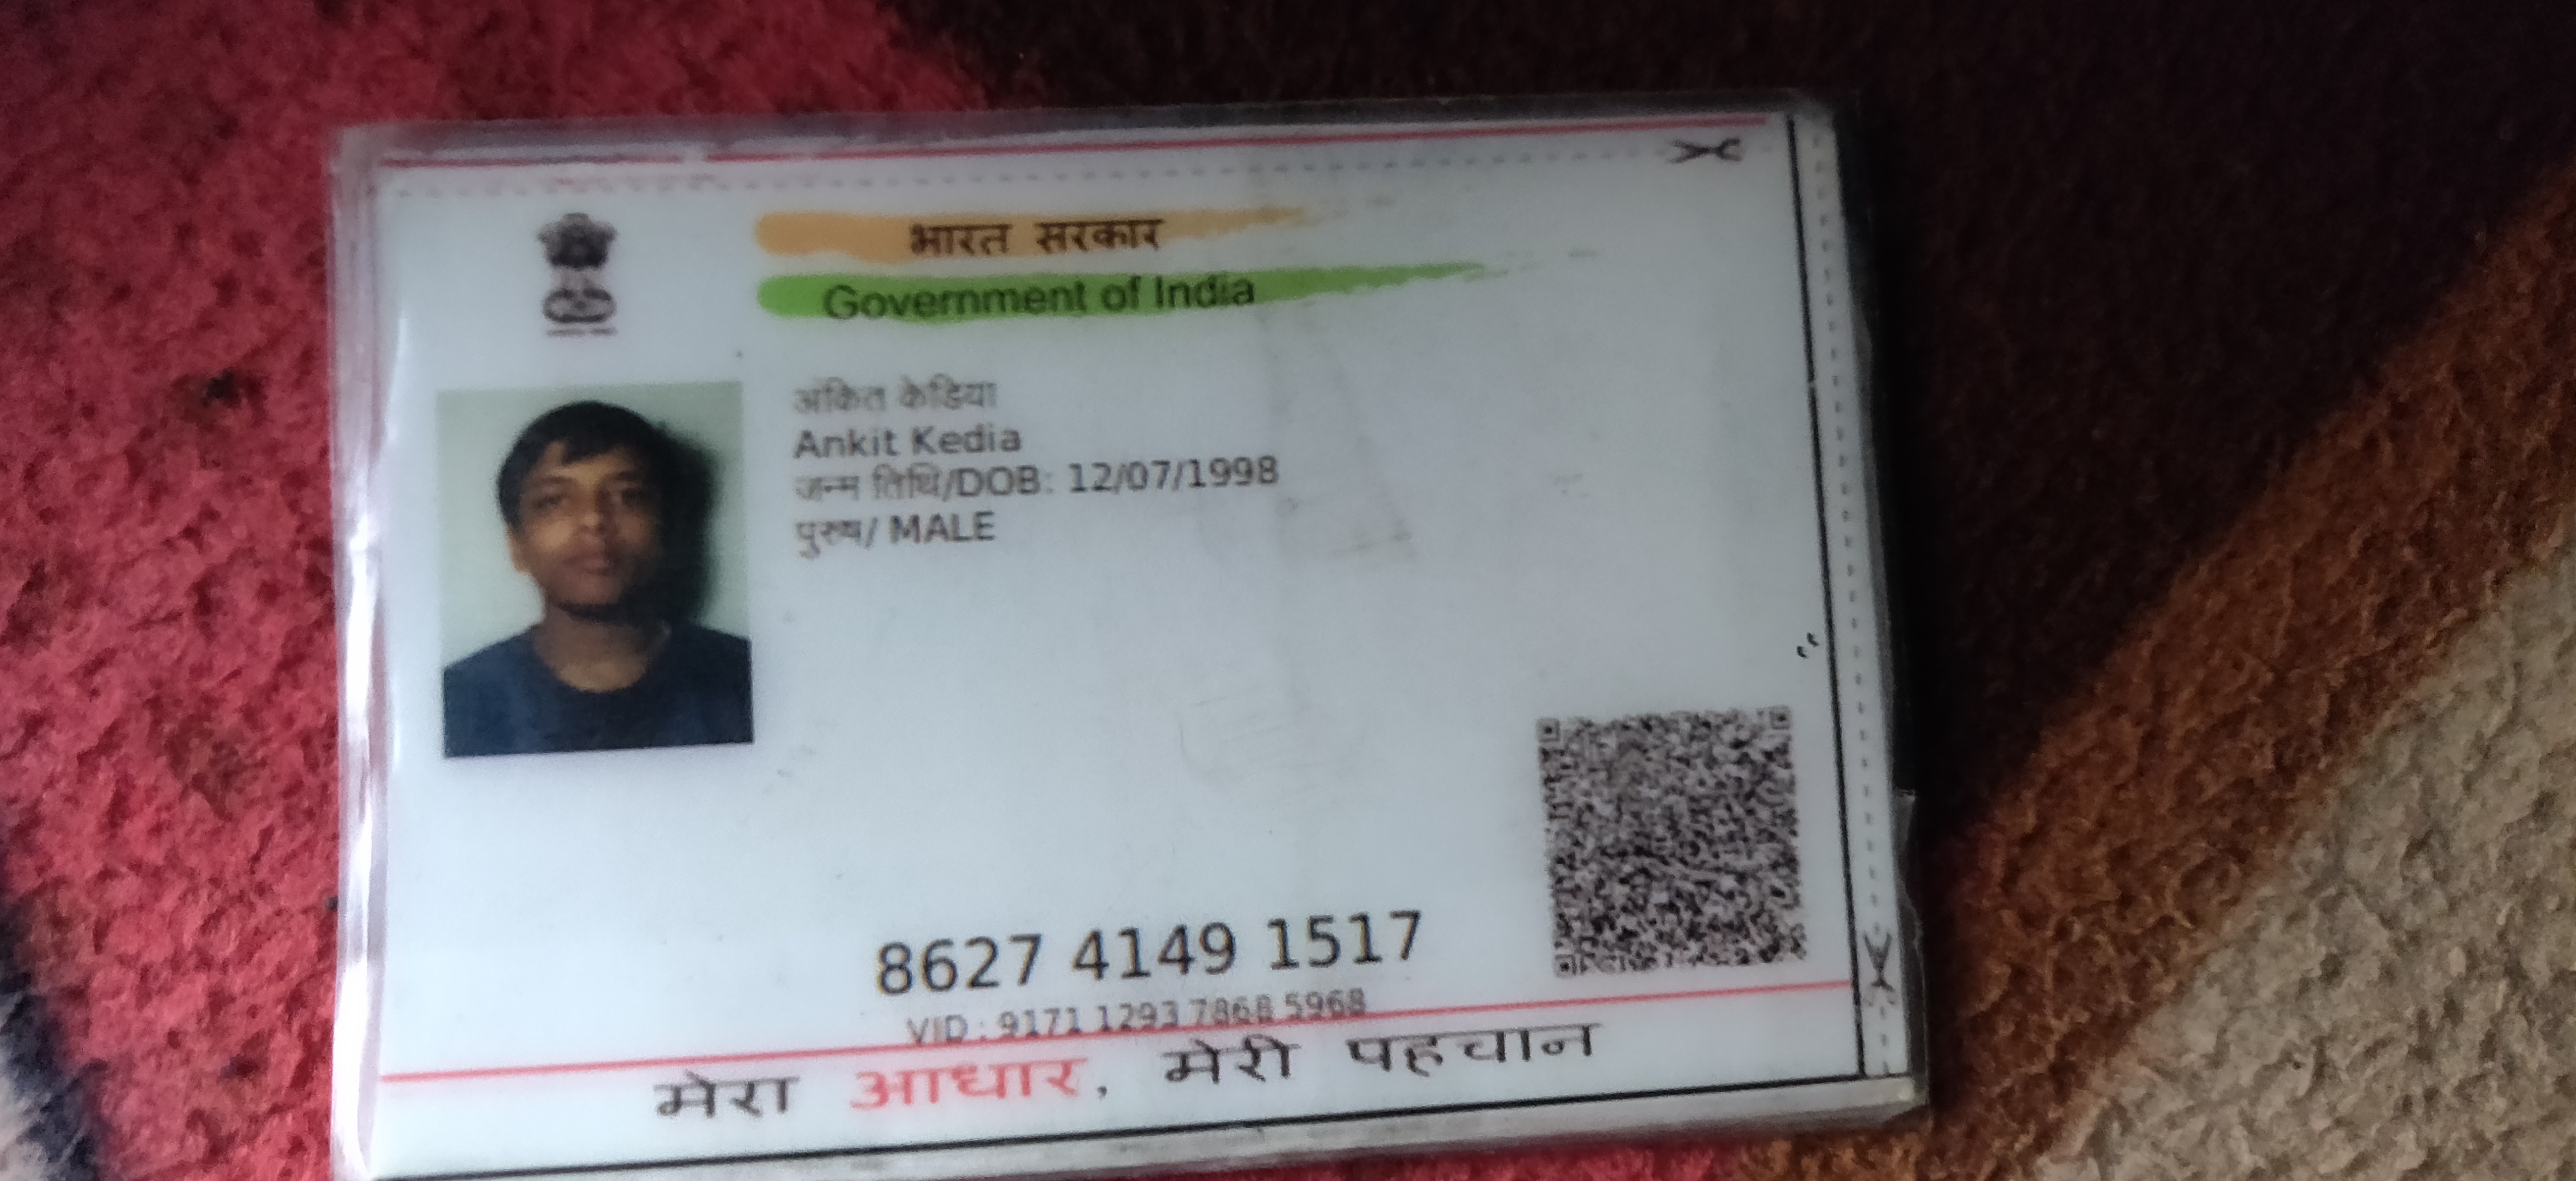 भारत सरकार
Government of India
अंकित केडिया
Ankit Kedia
जन्म तिथि/DOB: 12/07/1998
पुरुष/ MALE
8627 4149 1517
VID: 9171 1293 7868 5968
मेरा आधार, मेरी पहचान